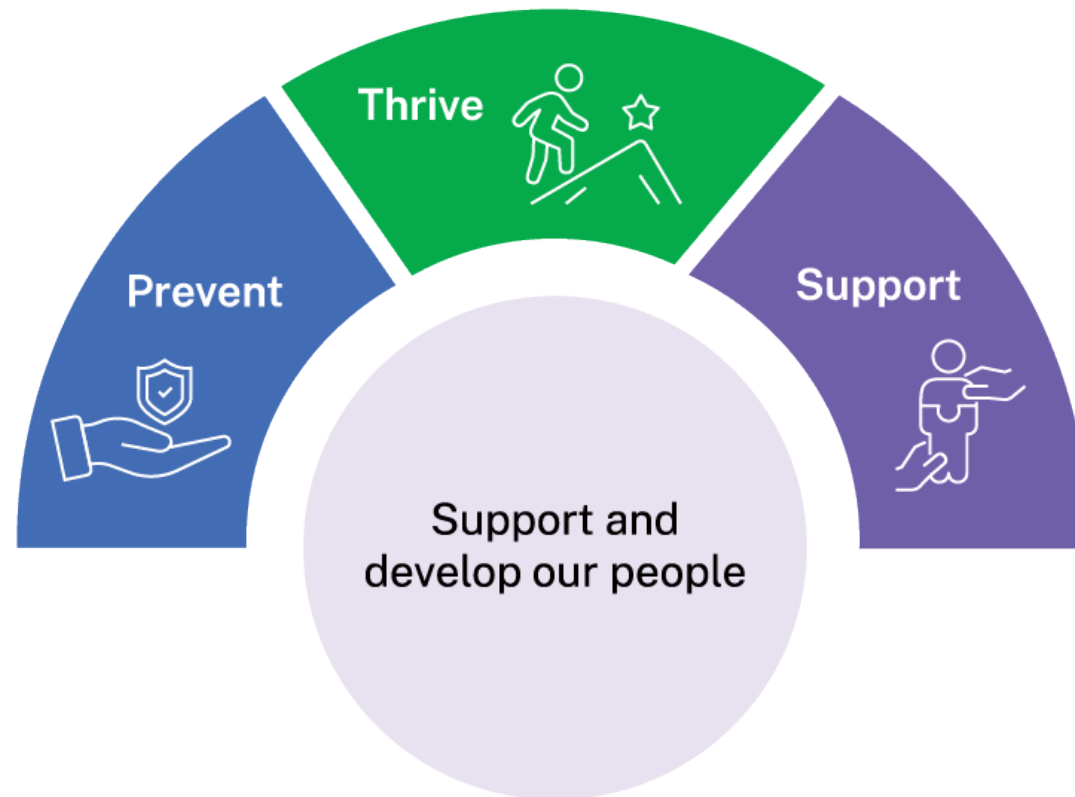 Thrive
Prevent
Support
Support and
develop our people